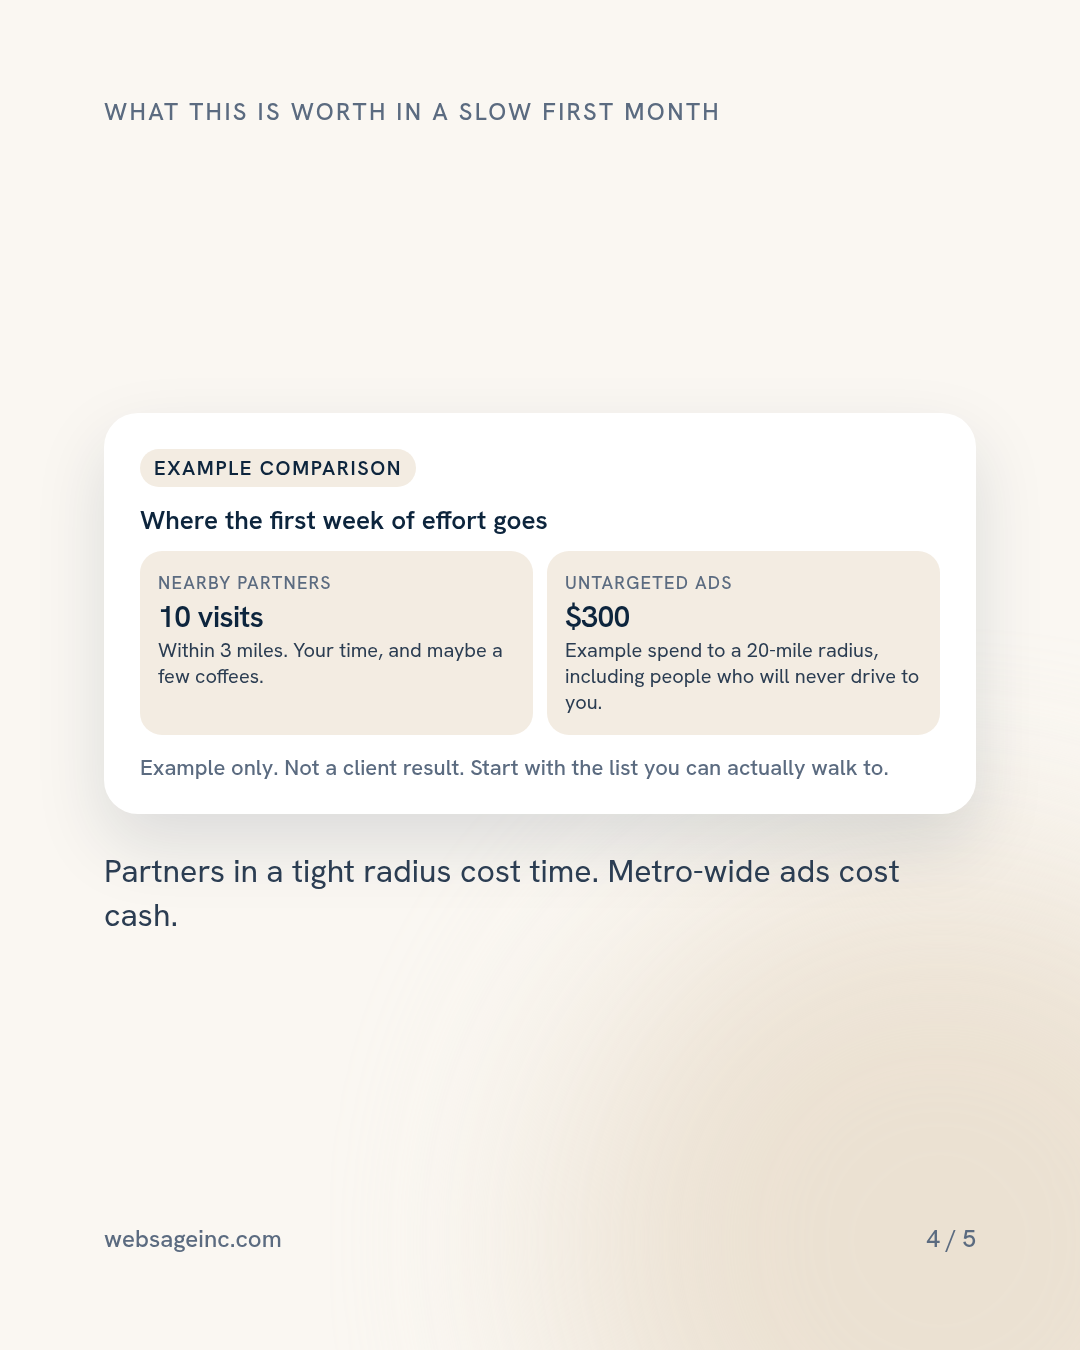 WHAT THIS IS WORTH IN A SLOW FIRST MONTH
EXAMPLE COMPARISON
Where the first week of effort goes
NEARBY PARTNERS
10 visits
Within 3 miles. Your time, and maybe a
few coffees.
UNTARGETED ADS
$300
Example spend to a 20-mile radius,
including people who will never drive to
you.
Example only. Not a client result. Start with the list you can actually walk to.
Partners in a tight radius cost time. Metro-wide ads cost
cash.
websageinc.com
4 / 5